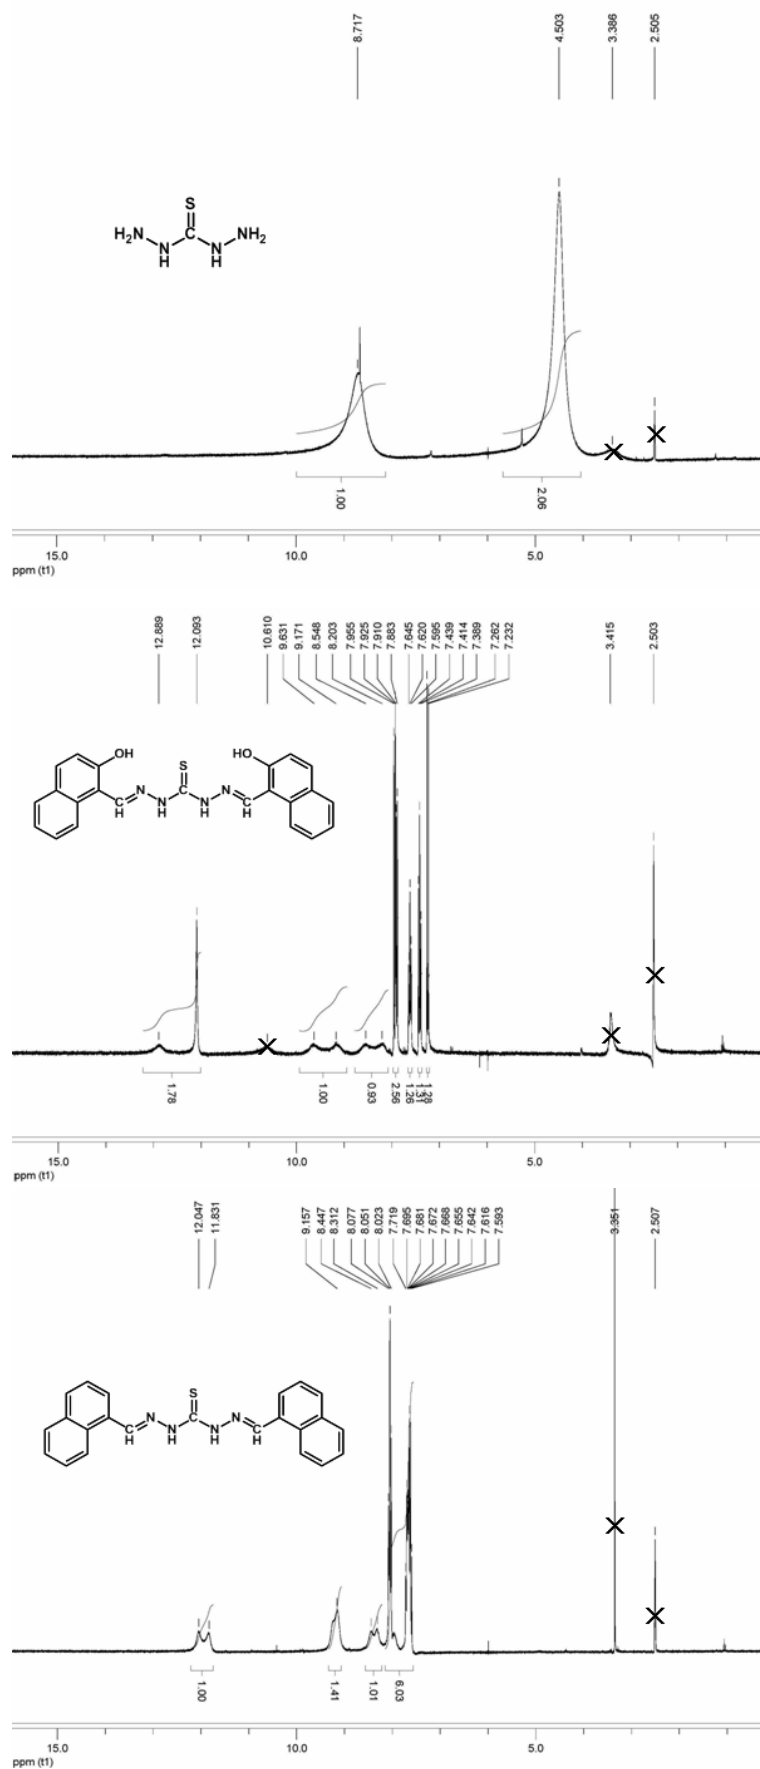 8.717 4.503 3.386 2.505
S
H2N N C N NH2
H H
1.00 2.06
15.0 10.0 5.0
ppm (t1)
12.889 12.093 10.610 9.631 9.171 8.548 8.203 7.955 7.925 7.910 7.883 7.645 7.620 7.595 7.439 7.414 7.389 7.262 7.232 3.415 2.503
OH HO
S
C N N C N N C
H H H H
1.78 1.00 0.93 2.56 1.26 1.31 1.28
15.0 10.0 5.0
ppm (t1)
12.047 11.831 9.157 8.447 8.312 8.077 8.051 8.023 7.719 7.695 7.681 7.672 7.668 7.655 7.642 7.616 7.593 3.351 2.507
S
C N N C N N C
H H H H
1.00 1.41 1.01 6.03
15.0 10.0 5.0
ppm (t1)